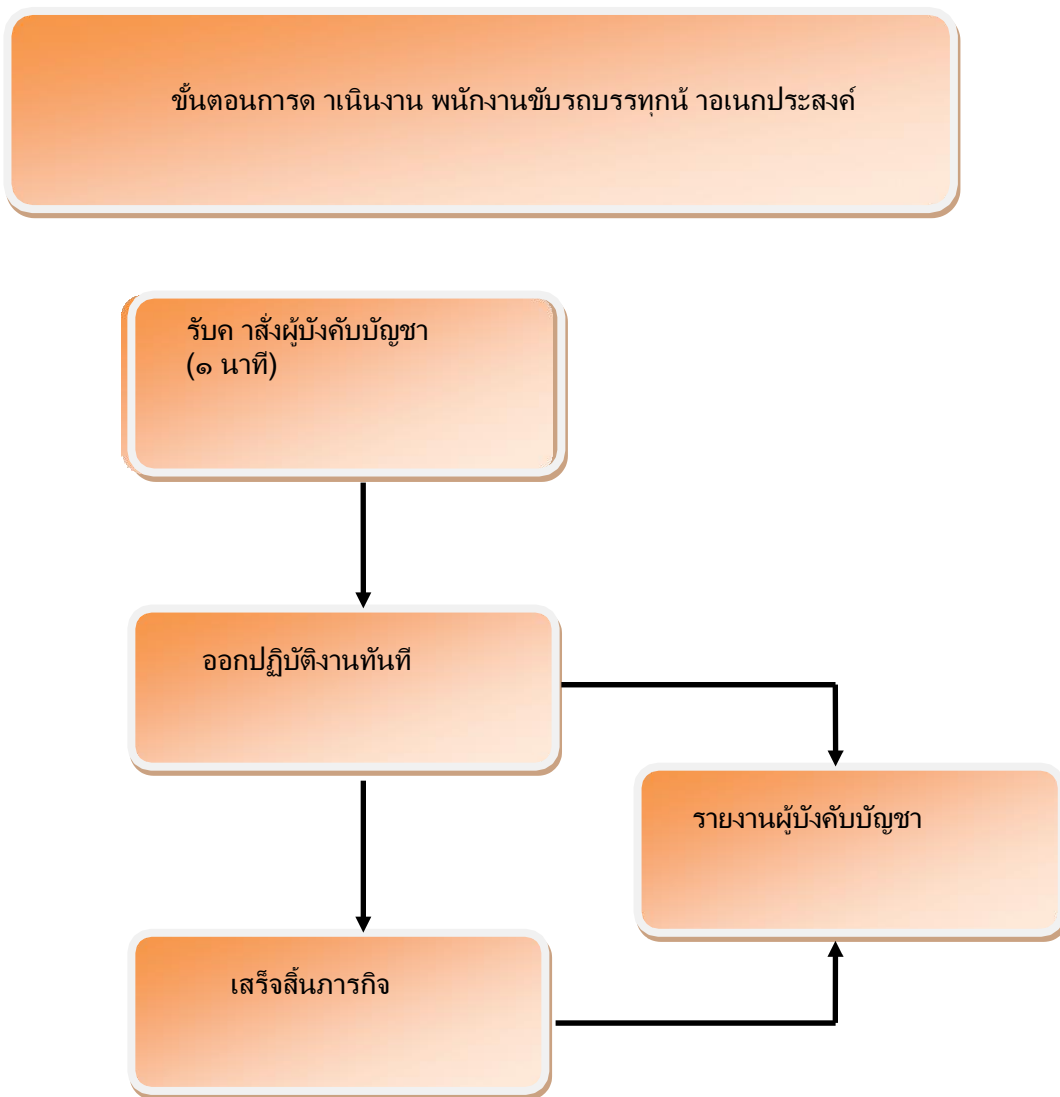 ขั้นตอนการด าเนินงาน พนักงานขับรถบรรทุกน้ าอเนกประสงค์
รับค าสั่งผู้บังคับบัญชา
(๑ นาที)
ออกปฏิบัติงานทันที
รายงานผู้บังคับบัญชา
เสร็จสิ้นภารกิจ